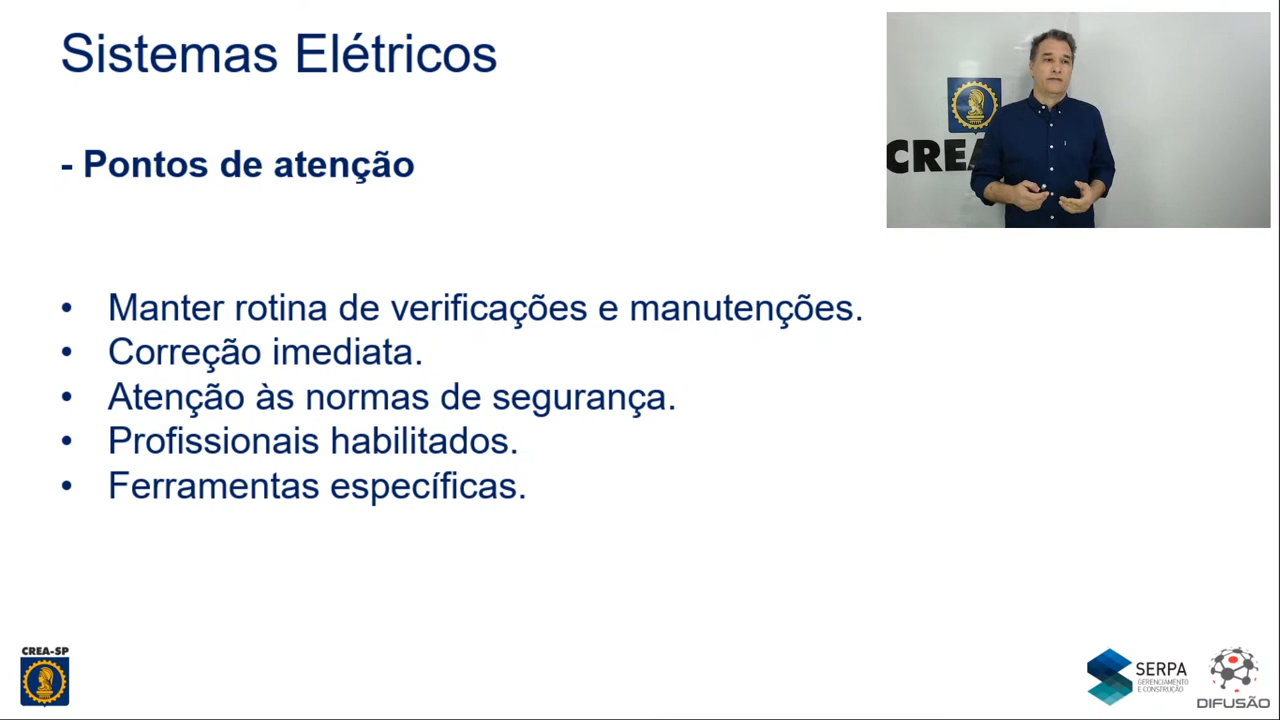 Sistemas Elétricos
- Pontos de atenção
CREA
• Manter rotina de verificações e manutenções.
• Correção imediata.
• Atenção às normas de segurança.
• Profissionais habilitados.
• Ferramentas específicas.
CREA-SP
SERPA
GERENCIAMENTO
E CONSTRUÇÃO
DIFUSÃO